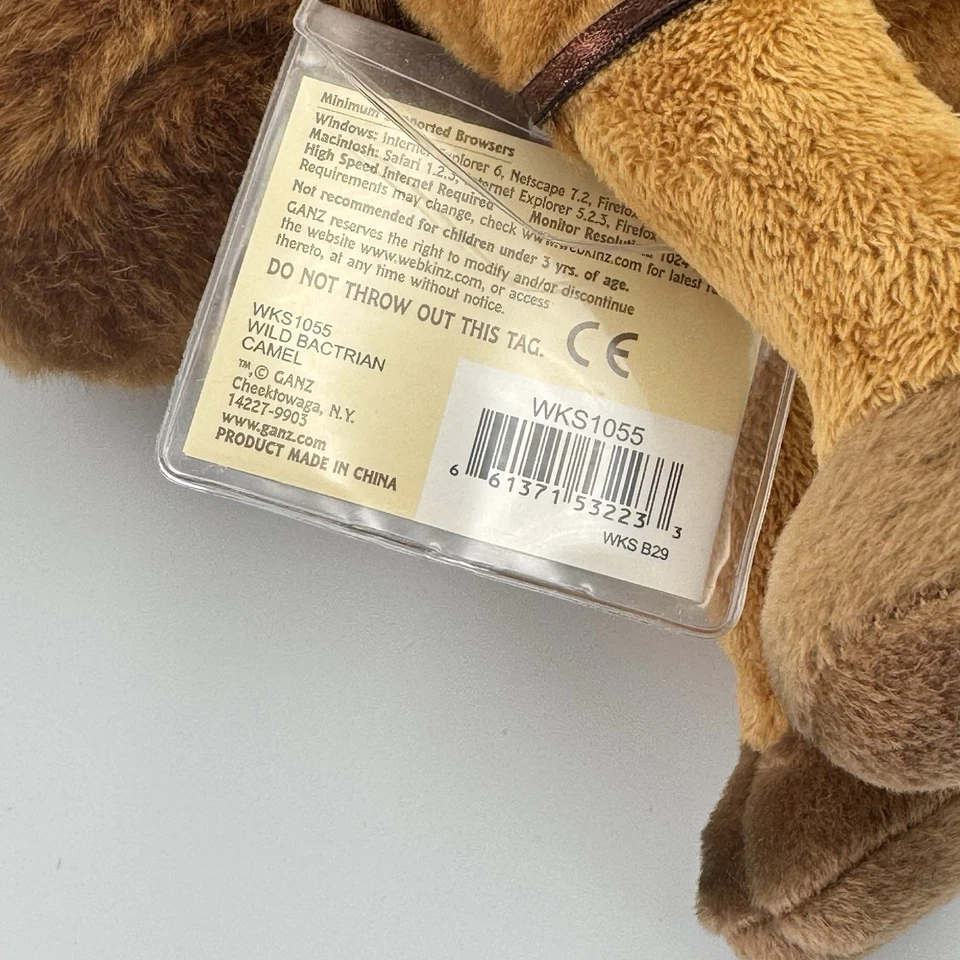 Minimum Supported Browsers
Windows: Internet Explorer 6, Netscape 7.2, Firefox
Macintosh: Safari 1.2.3, Internet Explorer 5.2.3, Firefox
High Speed Internet Required Monitor Resolution 1024
Requirements may change, check www.webkinz.com for latest
Not recommended for children under 3 yrs. of age.
GANZ reserves the right to modify and/or discontinue
the website www.webkinz.com, or access
thereto, at any time without notice.
DO NOT THROW OUT THIS TAG.
CE
WKS1055
WILD BACTRIAN
CAMEL
™,© GANZ
Cheektowaga, N.Y.
14227-9903
www.ganz.com
PRODUCT MADE IN CHINA
WKS1055
6 61371 53223 3
WKS B29